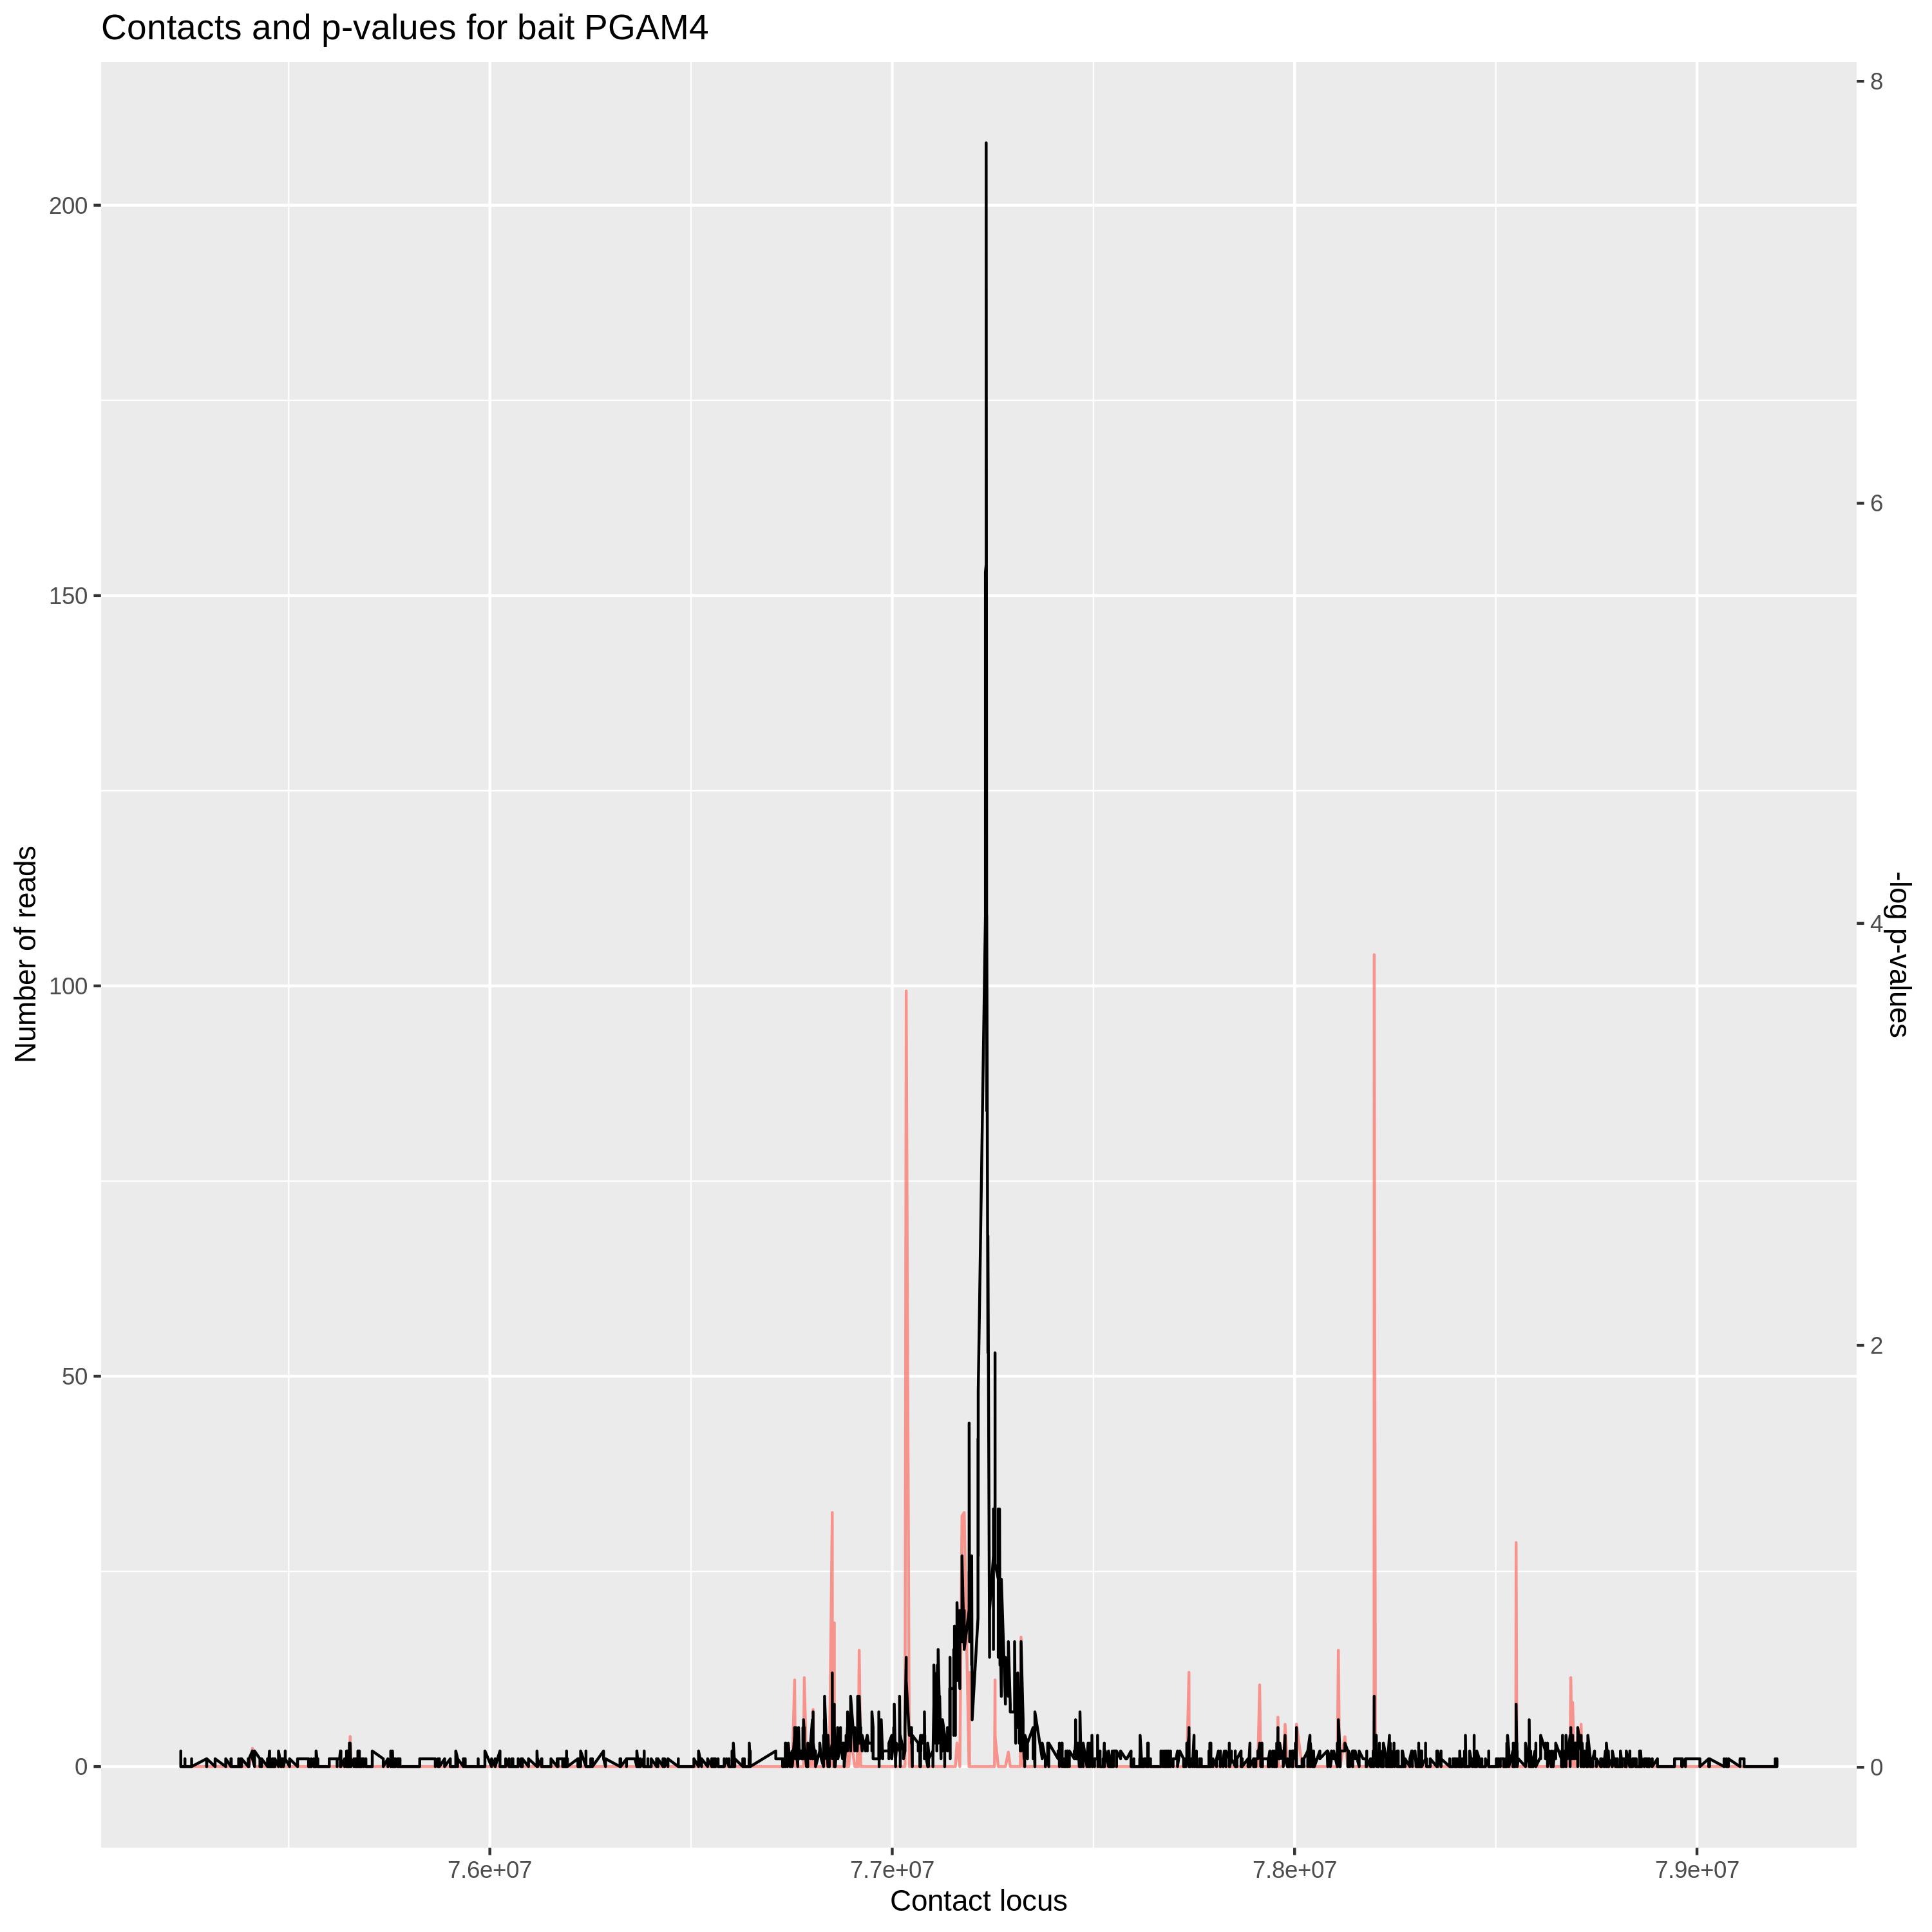 Contacts and p-values for bait PGAM4
Number of reads
200
150
100
50
0
8
6
4
2
0
-log p-values
7.6e+07
7.7e+07
7.8e+07
7.9e+07
Contact locus